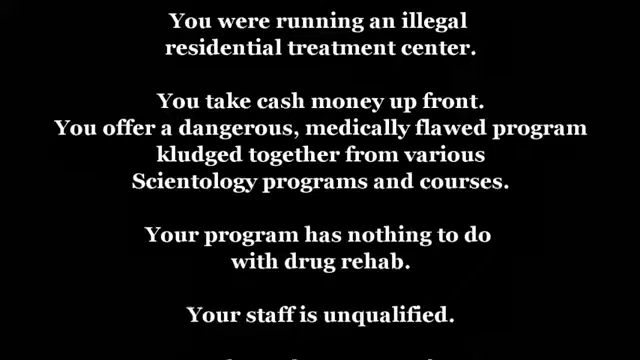 You were running an illegal
residential treatment center.
You take cash money up front.
You offer a dangerous, medically flawed program
kludged together from various
Scientology programs and courses.
Your program has nothing to do
with drug rehab.
Your staff is unqualified.